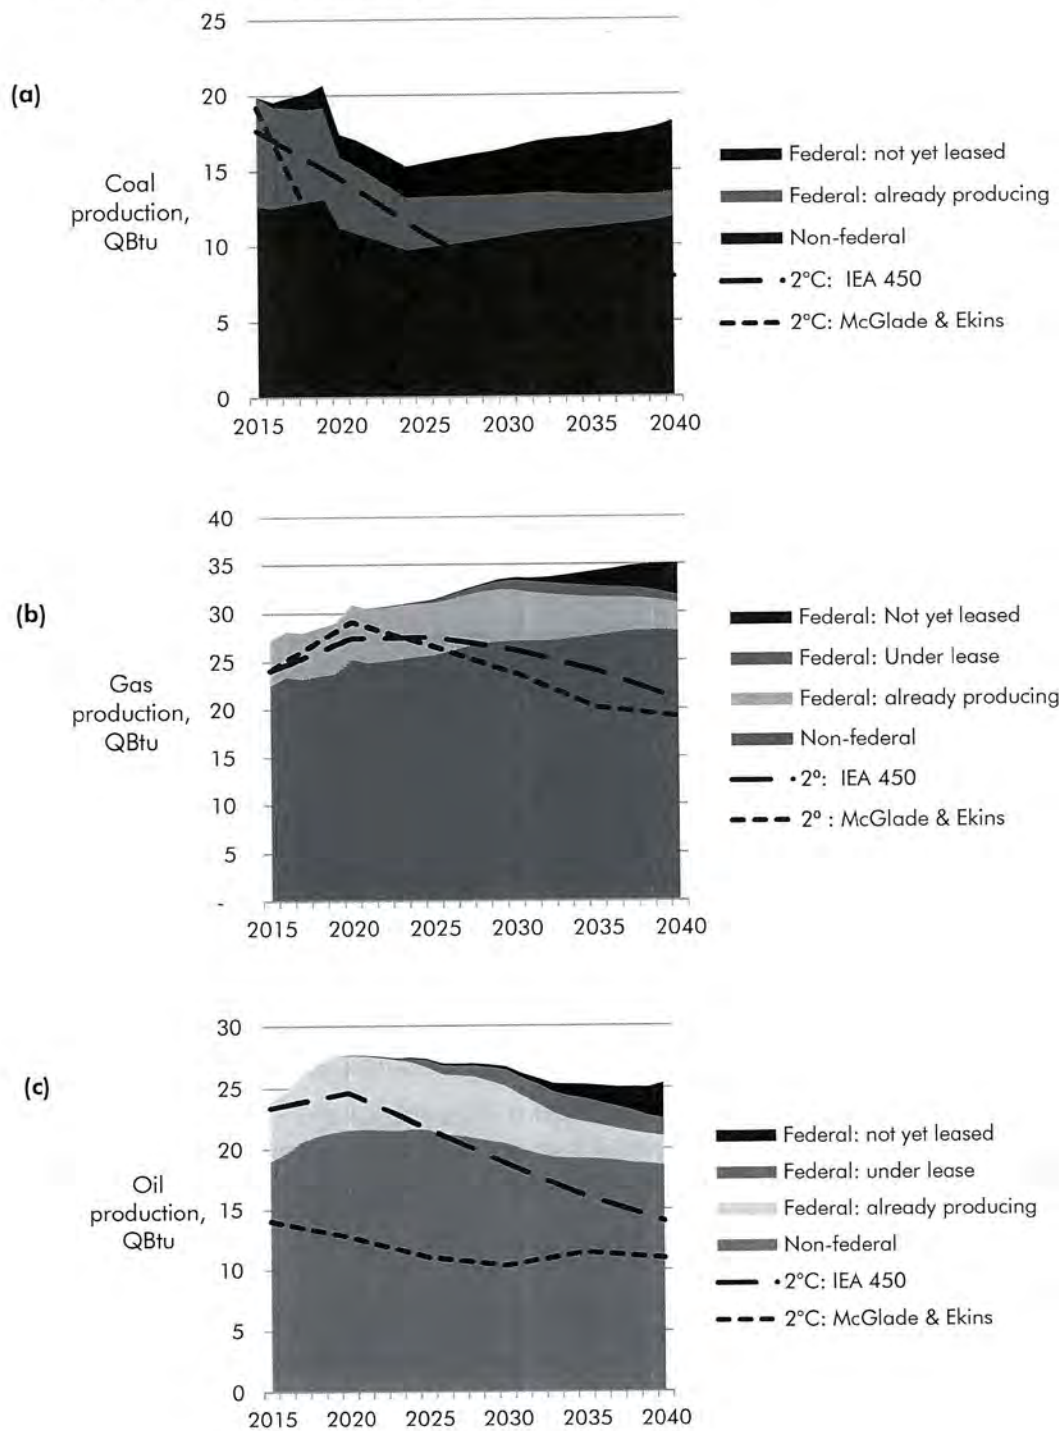 (a)
Coal
production,
QBtu
25
20
15
10
5
0
2015 2020 2025 2030 2035 2040
Federal: not yet leased
Federal: already producing
Non-federal
2°C: IEA 450
2°C: McGlade & Ekins
(b)
Gas
production,
QBtu
40
35
30
25
20
15
10
5
-
2015 2020 2025 2030 2035 2040
Federal: Not yet leased
Federal: Under lease
Federal: already producing
Non-federal
2º: IEA 450
2º : McGlade & Ekins
(c)
Oil
production,
QBtu
30
25
20
15
10
5
0
2015 2020 2025 2030 2035 2040
Federal: not yet leased
Federal: under lease
Federal: already producing
Non-federal
2°C: IEA 450
2°C: McGlade & Ekins